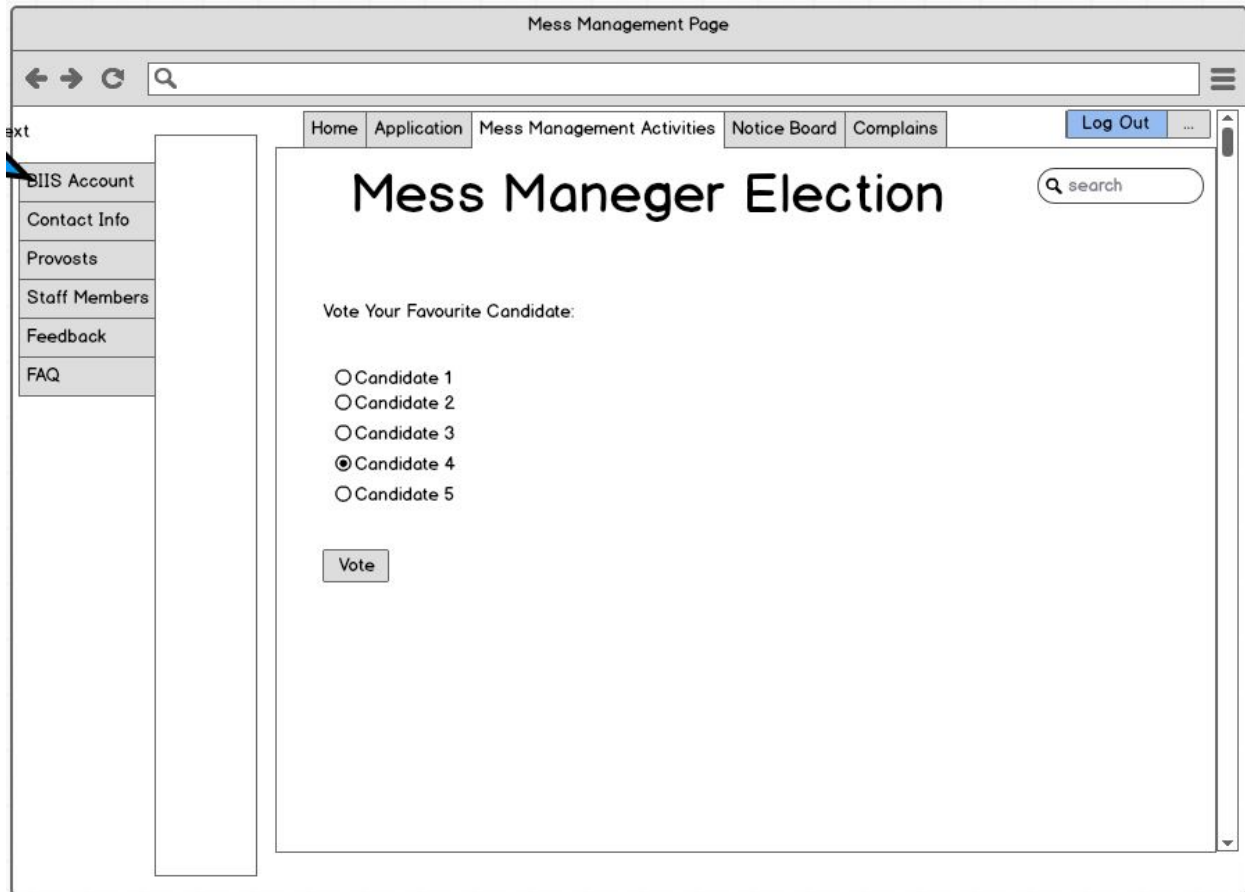 Mess Management Page
ext
Home Application Mess Management Activities Notice Board Complains Log Out ...
BIIS Account
Contact Info
Provosts
Staff Members
Feedback
FAQ
Mess Maneger Election
search
Vote Your Favourite Candidate:
Candidate 1
Candidate 2
Candidate 3
Candidate 4
Candidate 5
Vote